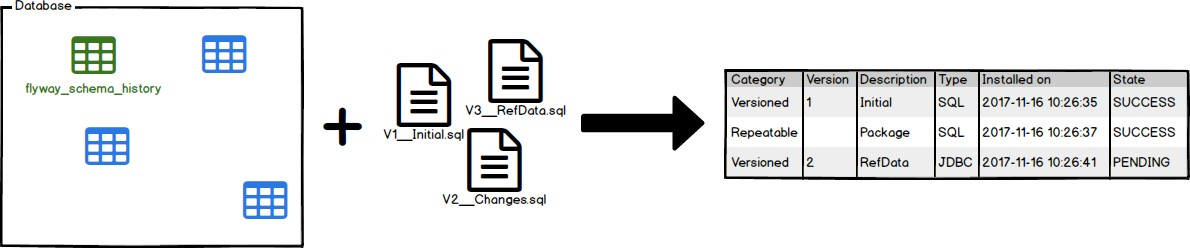 Database
flyway_schema_history
V3__RefData.sql
V1__Initial.sql
V2__Changes.sql
Category Version Description Type Installed on State
Versioned 1 Initial SQL 2017-11-16 10:26:35 SUCCESS
Repeatable Package SQL 2017-11-16 10:26:37 SUCCESS
Versioned 2 RefData JDBC 2017-11-16 10:26:41 PENDING